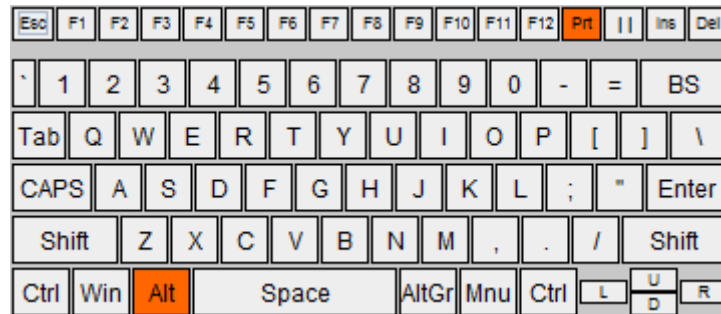 Esc F1 F2 F3 F4 F5 F6 F7 F8 F9 F10 F11 F12 Prt || Ins Del
` 1 2 3 4 5 6 7 8 9 0 - = BS
Tab Q W E R T Y U I O P [ ] \
CAPS A S D F G H J K L ; " Enter
Shift Z X C V B N M , . / Shift
Ctrl Win Alt Space AltGr Mnu Ctrl L U R
D